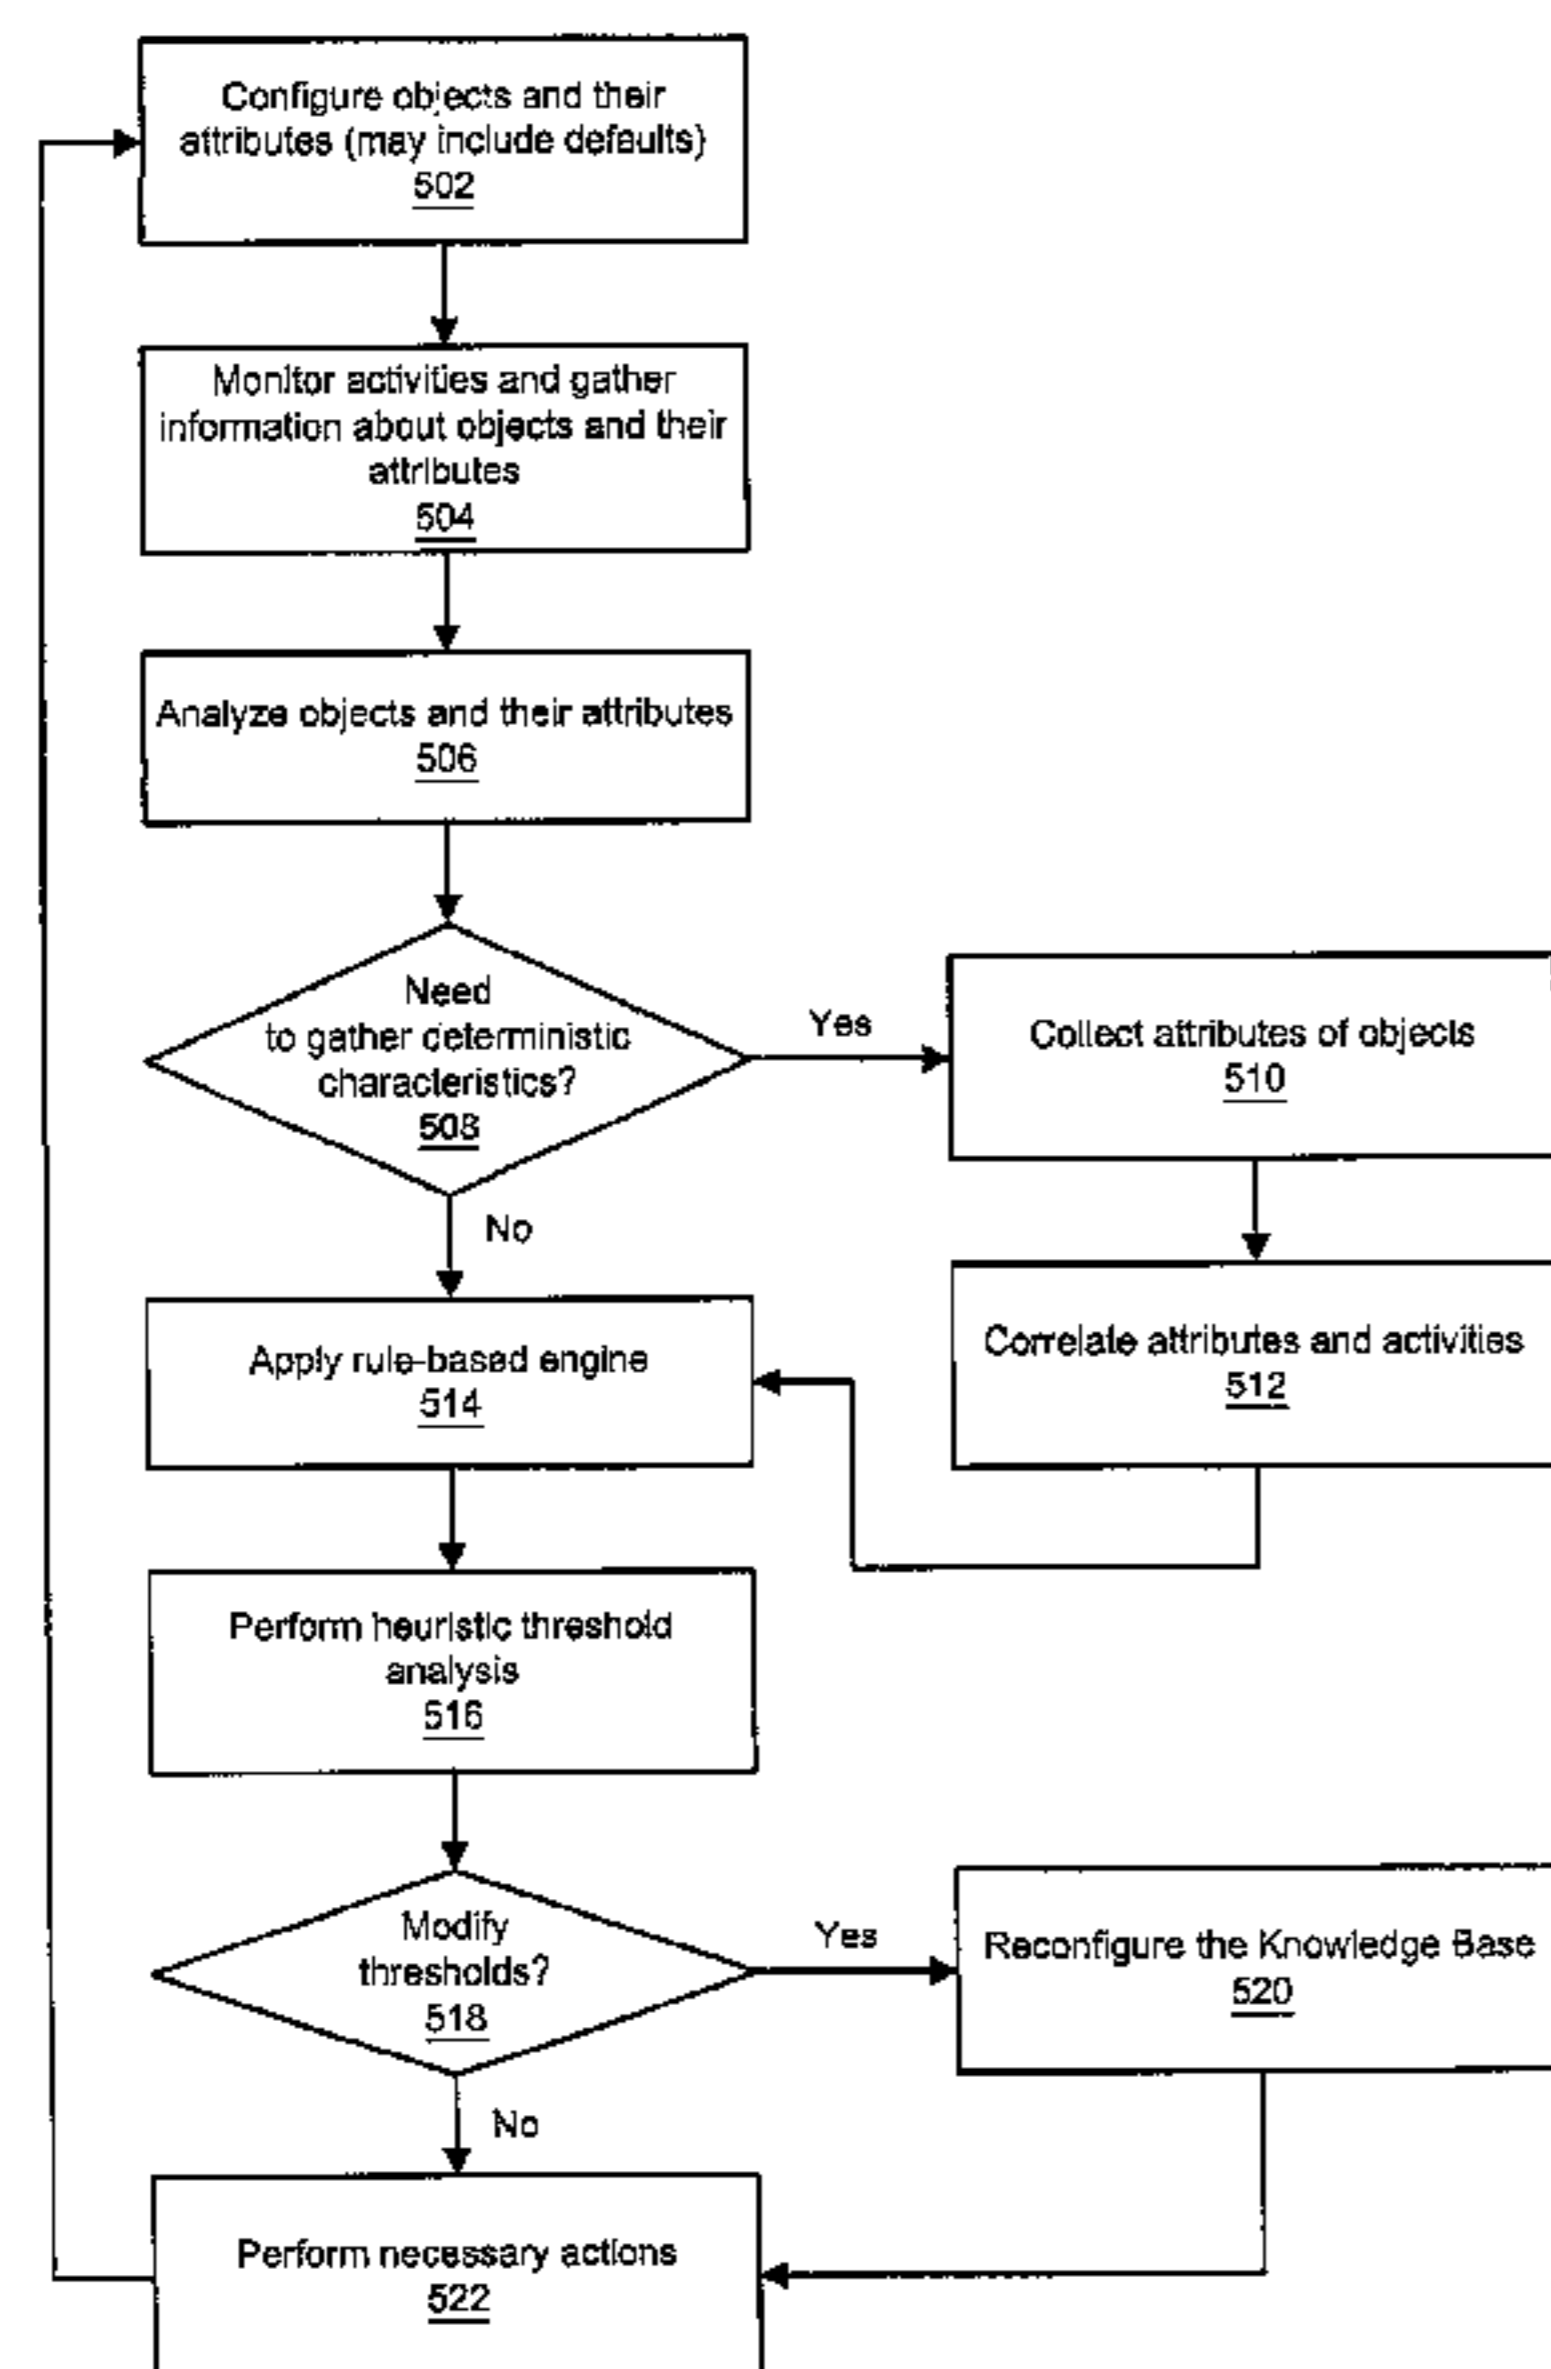 Configure objects and their
attributes (may include defaults)
502
Monitor activities and gather
information about objects and their
attributes
504
Analyze objects and their attributes
506
Need
to gather deterministic
characteristics?
508
Yes
Collect attributes of objects
510
No
Correlate attributes and activities
512
Apply rule-based engine
514
Perform heuristic threshold
analysis
516
Modify
thresholds?
518
Yes
Reconfigure the Knowledge Base
520
No
Perform necessary actions
522